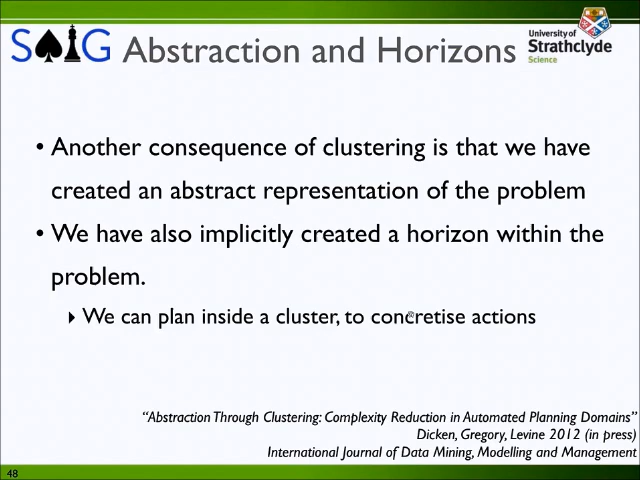 S G Abstraction and Horizons
University of
Strathclyde
Science
• Another consequence of clustering is that we have
created an abstract representation of the problem
• We have also implicitly created a horizon within the
problem.
We can plan inside a cluster, to concretise actions
“Abstraction Through Clustering: Complexity Reduction in Automated Planning Domains”
Dicken, Gregory, Levine 2012 (in press)
International Journal of Data Mining, Modelling and Management
48